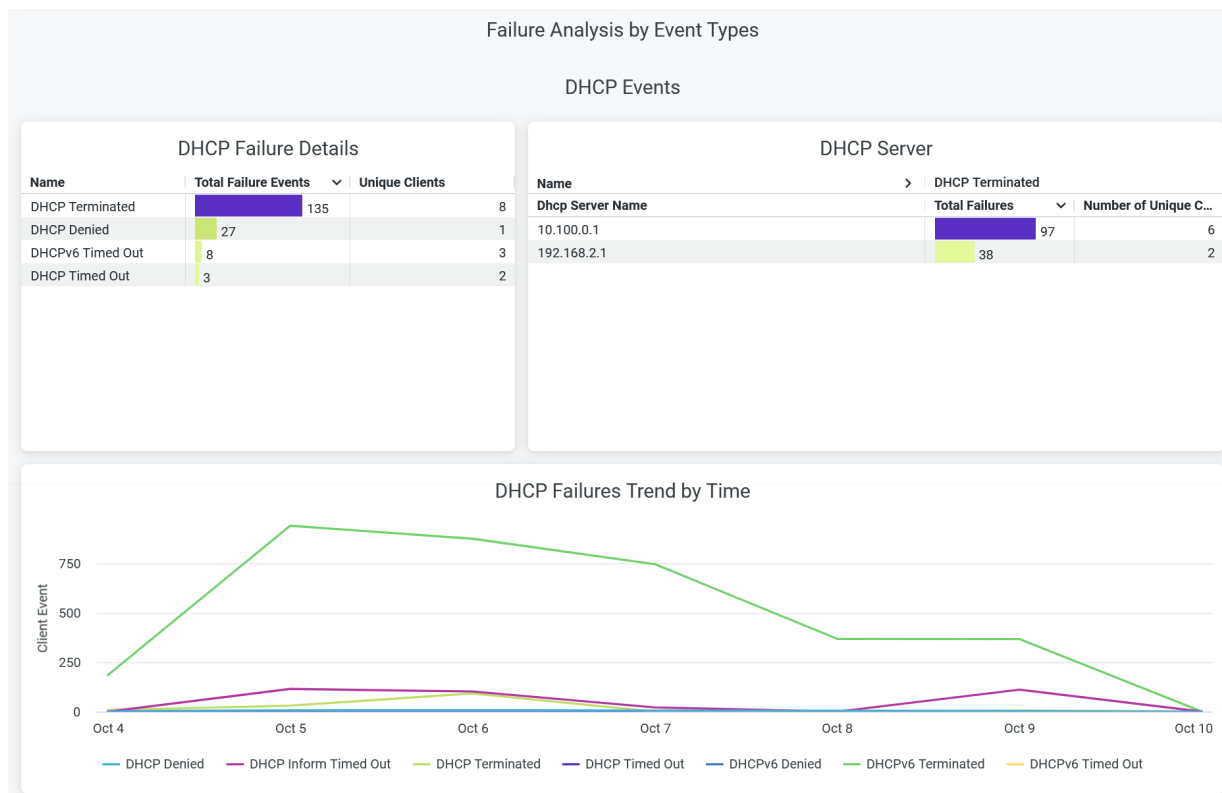 Failure Analysis by Event Types
DHCP Events
DHCP Failure Details
Name Total Failure Events Unique Clients
DHCP Terminated 135 8
DHCP Denied 27 1
DHCPv6 Timed Out 8 3
DHCP Timed Out 3 2
DHCP Server
Name DHCP Terminated
Dhcp Server Name Total Failures Number of Unique C...
10.100.0.1 97 6
192.168.2.1 38 2
DHCP Failures Trend by Time
Client Event
750
500
250
0
Oct 4 Oct 5 Oct 6 Oct 7 Oct 8 Oct 9 Oct 10
DHCP Denied DHCP Inform Timed Out DHCP Terminated DHCP Timed Out DHCPv6 Denied DHCPv6 Terminated DHCPv6 Timed Out